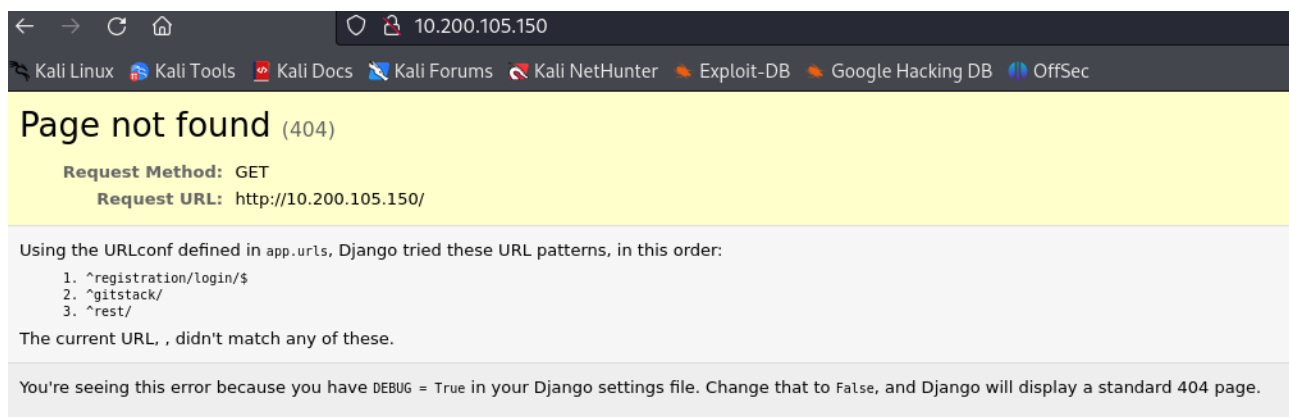 10.200.105.150
Kali Linux Kali Tools Kali Docs Kali Forums Kali NetHunter Exploit-DB Google Hacking DB OffSec
Page not found (404)
Request Method: GET
Request URL: http://10.200.105.150/
Using the URLconf defined in app.urls, Django tried these URL patterns, in this order:
1. ^registration/login/$
2. ^gitstack/
3. ^rest/
The current URL, , didn't match any of these.
You're seeing this error because you have DEBUG = True in your Django settings file. Change that to False, and Django will display a standard 404 page.